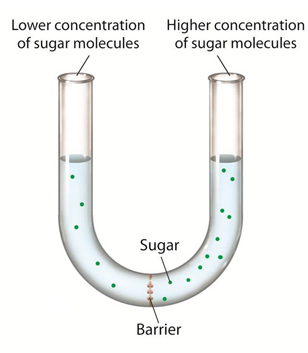 Lower concentration
of sugar molecules
Higher concentration
of sugar molecules
Sugar
Barrier